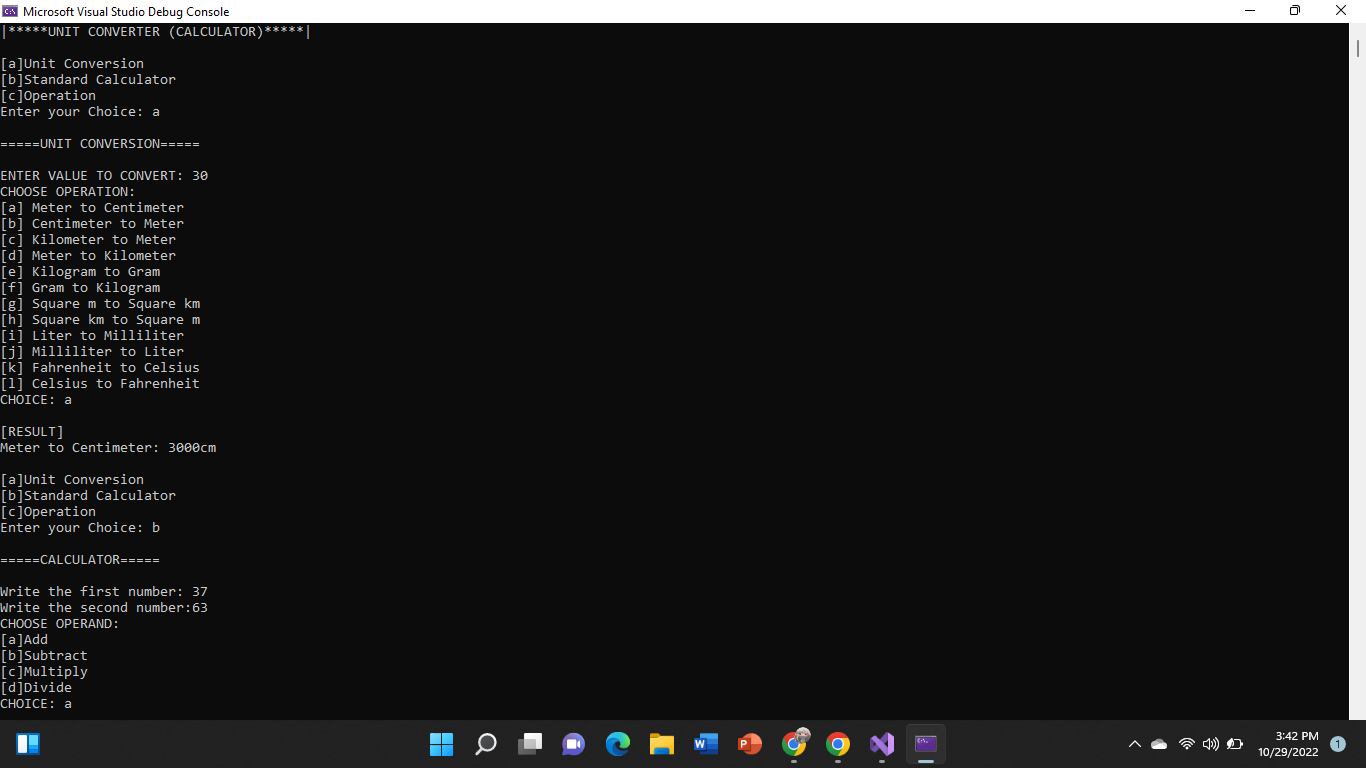 Microsoft Visual Studio Debug Console
|*****UNIT CONVERTER (CALCULATOR)*****|
[a]Unit Conversion
[b]Standard Calculator
[c]Operation
Enter your Choice: a
=====UNIT CONVERSION=====
ENTER VALUE TO CONVERT: 30
CHOOSE OPERATION:
[a] Meter to Centimeter
[b] Centimeter to Meter
[c] Kilometer to Meter
[d] Meter to Kilometer
[e] Kilogram to Gram
[f] Gram to Kilogram
[g] Square m to Square km
[h] Square km to Square m
[i] Liter to Milliliter
[j] Milliliter to Liter
[k] Fahrenheit to Celsius
[l] Celsius to Fahrenheit
CHOICE: a
[RESULT]
Meter to Centimeter: 3000cm
[a]Unit Conversion
[b]Standard Calculator
[c]Operation
Enter your Choice: b
=====CALCULATOR=====
Write the first number: 37
Write the second number:63
CHOOSE OPERAND:
[a]Add
[b]Subtract
[c]Multiply
[d]Divide
CHOICE: a
3:42 PM
10/29/2022
1